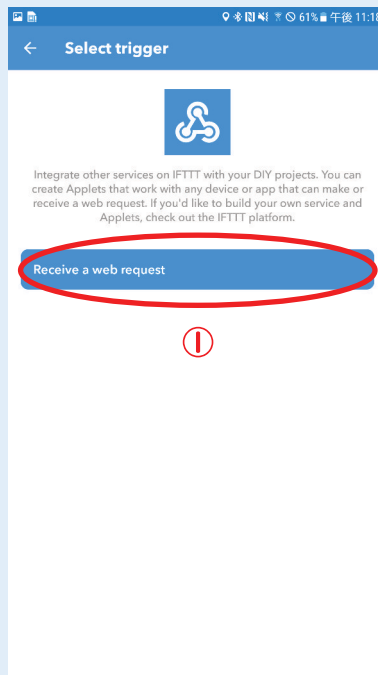 61% 午後 11:18
Select trigger
Integrate other services on IFTTT with your DIY projects. You can
create Applets that work with any device or app that can make or
receive a web request. If you'd like to build your own service and
Applets, check out the IFTTT platform.
Receive a web request
①